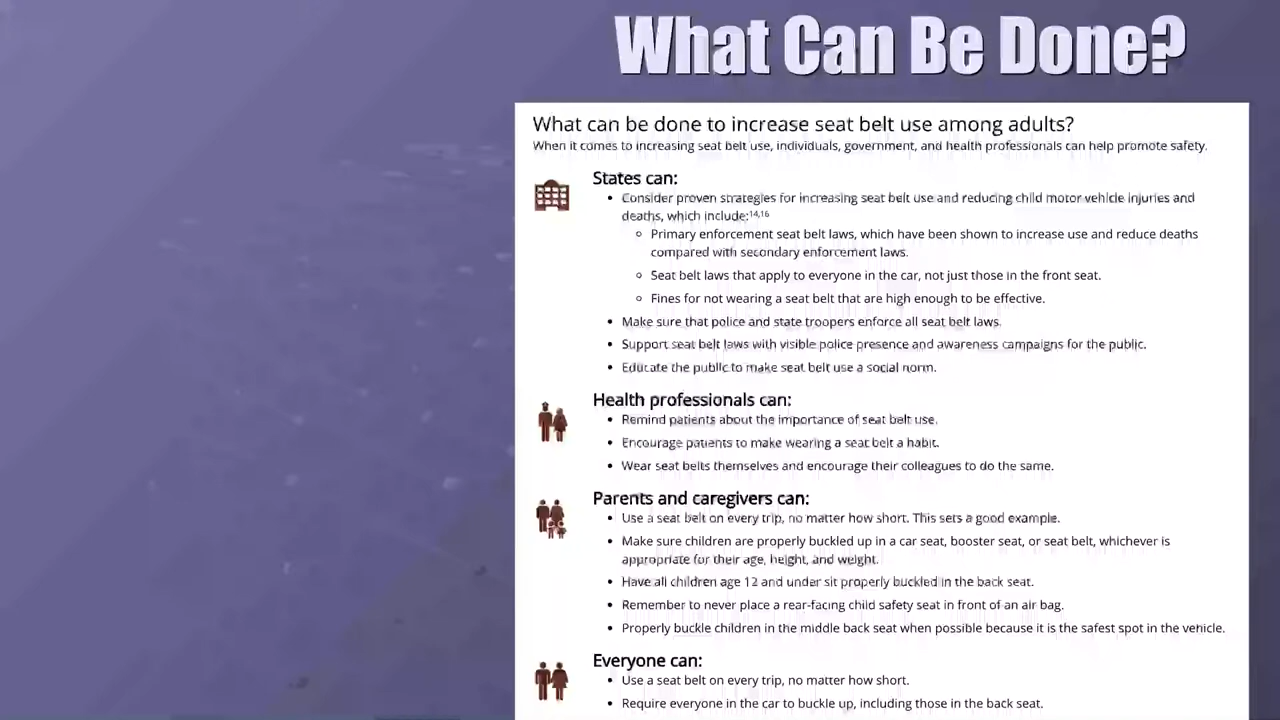 What Can Be Done?
What can be done to increase seat belt use among adults?
When it comes to increasing seat belt use, individuals, government, and health professionals can help promote safety.
States can:
• Consider proven strategies for increasing seat belt use and reducing child motor vehicle injuries and
deaths, which include:14,16
◦ Primary enforcement seat belt laws, which have been shown to increase use and reduce deaths
compared with secondary enforcement laws.
◦ Seat belt laws that apply to everyone in the car, not just those in the front seat.
◦ Fines for not wearing a seat belt that are high enough to be effective.
• Make sure that police and state troopers enforce all seat belt laws.
• Support seat belt laws with visible police presence and awareness campaigns for the public.
• Educate the public to make seat belt use a social norm.
Health professionals can:
• Remind patients about the importance of seat belt use.
• Encourage patients to make wearing a seat belt a habit.
• Wear seat belts themselves and encourage their colleagues to do the same.
Parents and caregivers can:
• Use a seat belt on every trip, no matter how short. This sets a good example.
• Make sure children are properly buckled up in a car seat, booster seat, or seat belt, whichever is
appropriate for their age, height, and weight.
• Have all children age 12 and under sit properly buckled in the back seat.
• Remember to never place a rear-facing child safety seat in front of an air bag.
• Properly buckle children in the middle back seat when possible because it is the safest spot in the vehicle.
Everyone can:
• Use a seat belt on every trip, no matter how short.
• Require everyone in the car to buckle up, including those in the back seat.